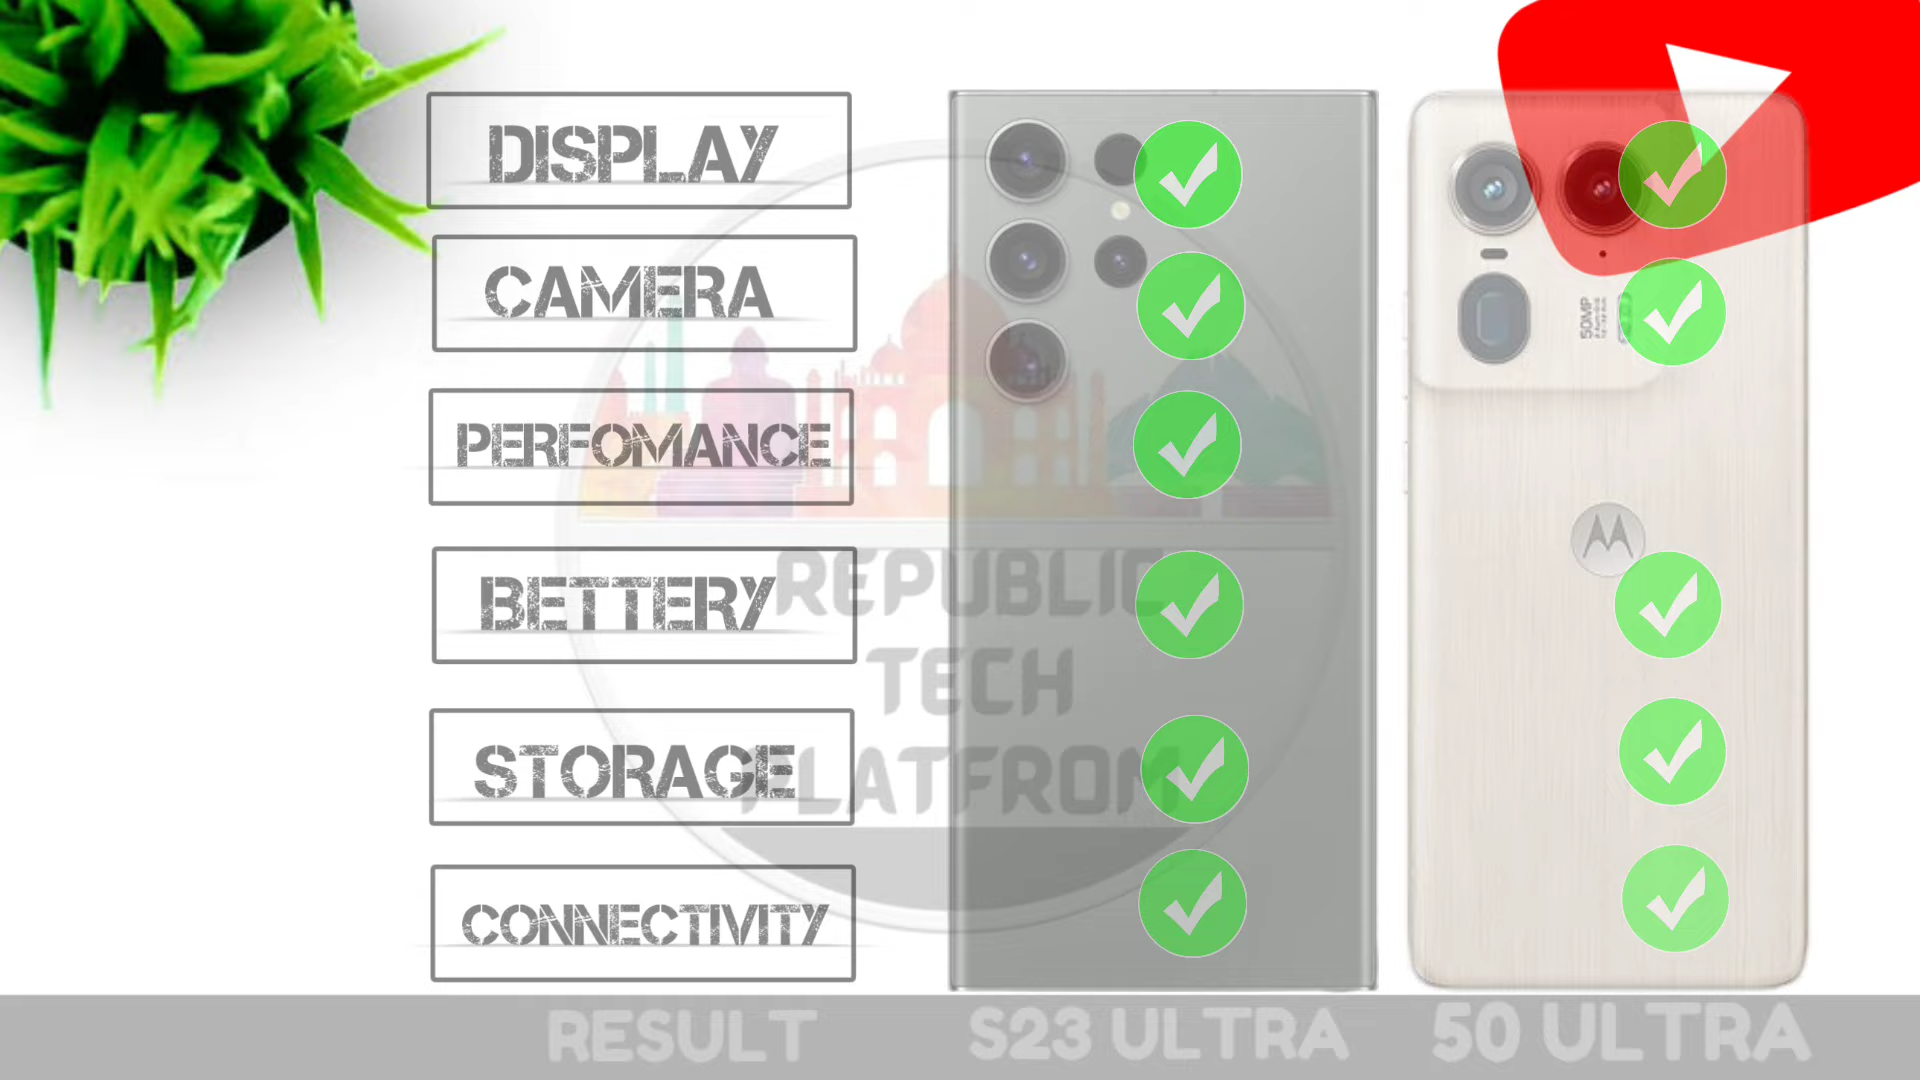 DISPLAY
CAMERA
PERFOMANCE
BETTERY
STORAGE
CONNECTIVITY
REPUBLIC
TECH
PLATFROM
50MP
RESULT
S23 ULTRA
50 ULTRA